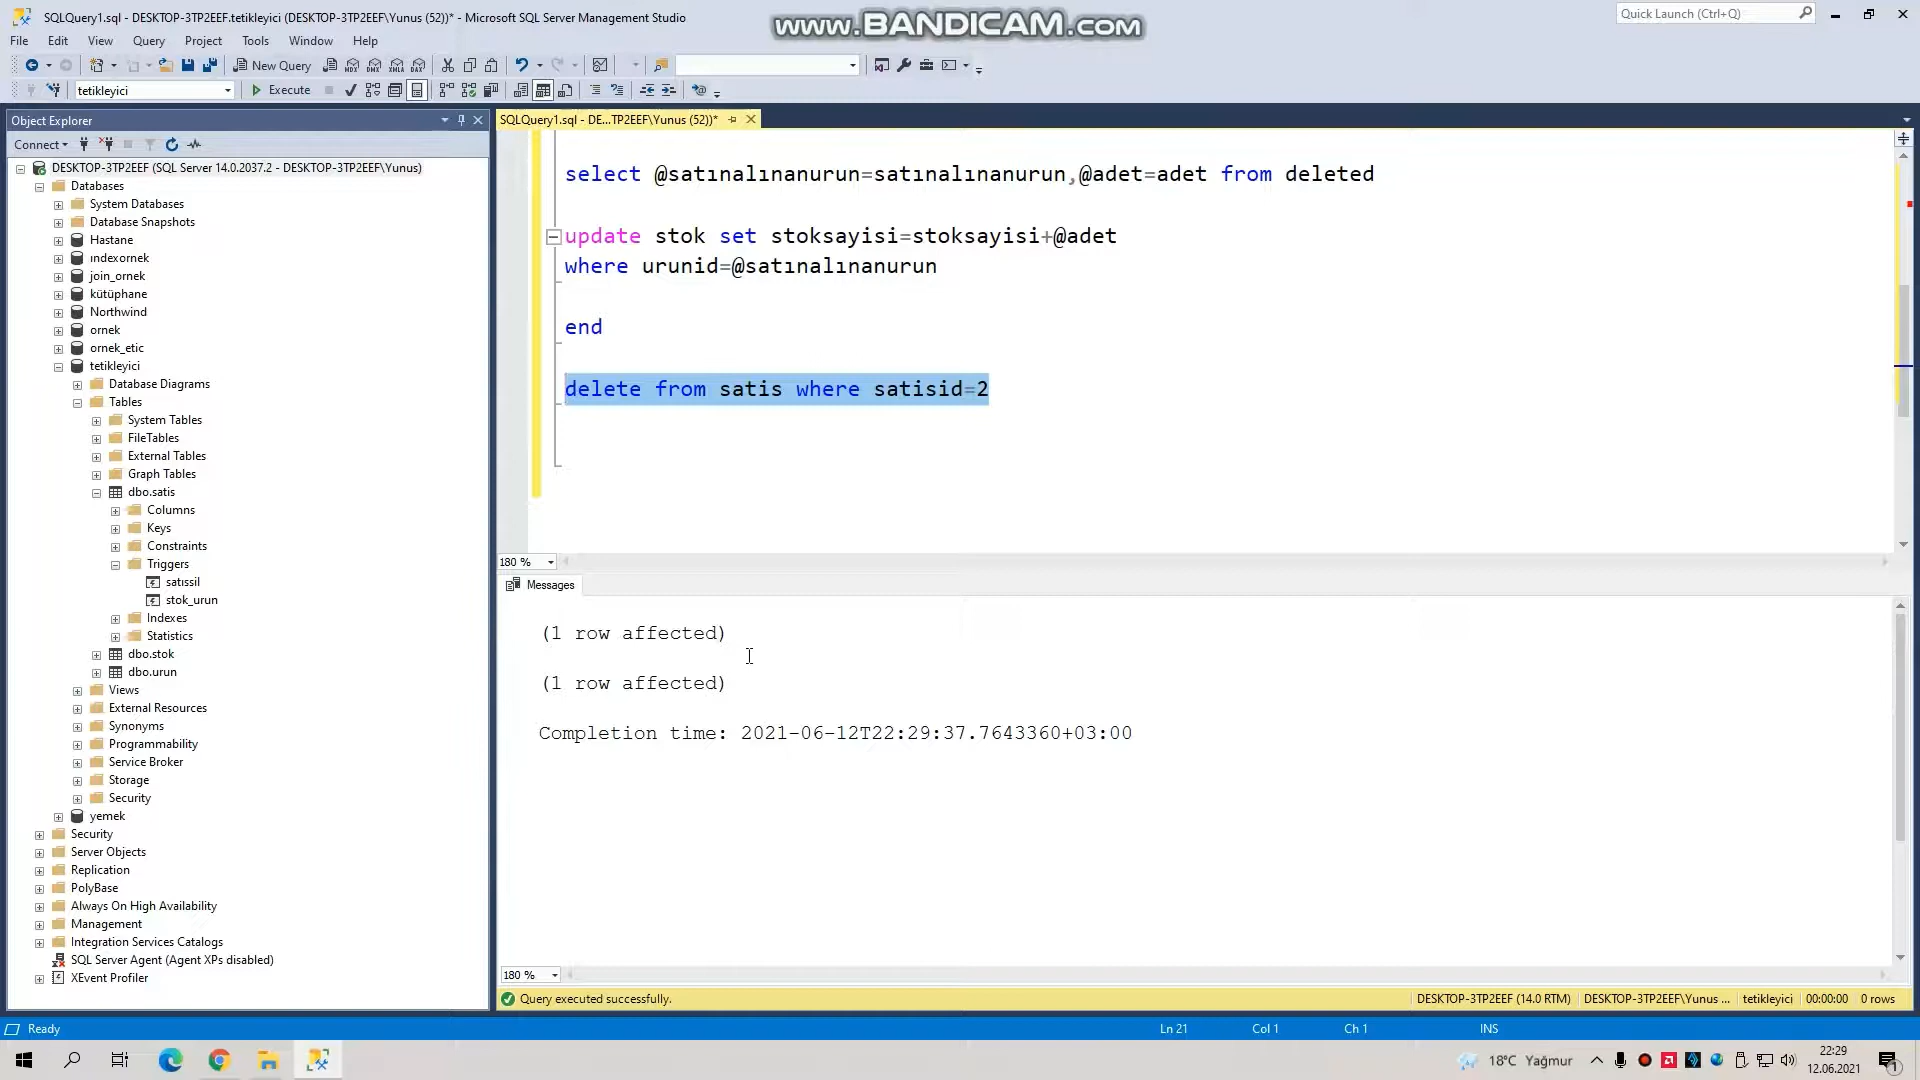 SQLQuery1.sql - DESKTOP-3TP2EEF.tetikleyici (DESKTOP-3TP2EEF\Yunus (52))* - Microsoft SQL Server Management Studio
www.BANDICAM.com
Quick Launch (Ctrl+Q)
File Edit View Query Project Tools Window Help
New Query
MDX DMX XMLA DAX
tetikleyici
Execute
Object Explorer
SQLQuery1.sql - DE...TP2EEF\Yunus (52))*
Connect
DESKTOP-3TP2EEF (SQL Server 14.0.2037.2 - DESKTOP-3TP2EEF\Yunus)
Databases
System Databases
Database Snapshots
Hastane
ındexornek
join_ornek
kütüphane
Northwind
ornek
ornek_etic
tetikleyici
Database Diagrams
Tables
System Tables
FileTables
External Tables
Graph Tables
dbo.satis
Columns
Keys
Constraints
Triggers
satıssil
stok_urun
Indexes
Statistics
dbo.stok
dbo.urun
Views
External Resources
Synonyms
Programmability
Service Broker
Storage
Security
yemek
Security
Server Objects
Replication
PolyBase
Always On High Availability
Management
Integration Services Catalogs
SQL Server Agent (Agent XPs disabled)
XEvent Profiler
select @satınalınanurun=satınalınanurun,@adet=adet from deleted
update stok set stoksayisi=stoksayisi+@adet
where urunid=@satınalınanurun
end
delete from satis where satisid=2
180 %
Messages
(1 row affected)
(1 row affected)
Completion time: 2021-06-12T22:29:37.7643360+03:00
180 %
Query executed successfully.
DESKTOP-3TP2EEF (14.0 RTM) DESKTOP-3TP2EEF\Yunus ... tetikleyici 00:00:00 0 rows
Ready
Ln 21 Col 1 Ch 1 INS
18°C Yağmur
22:29
12.06.2021
1